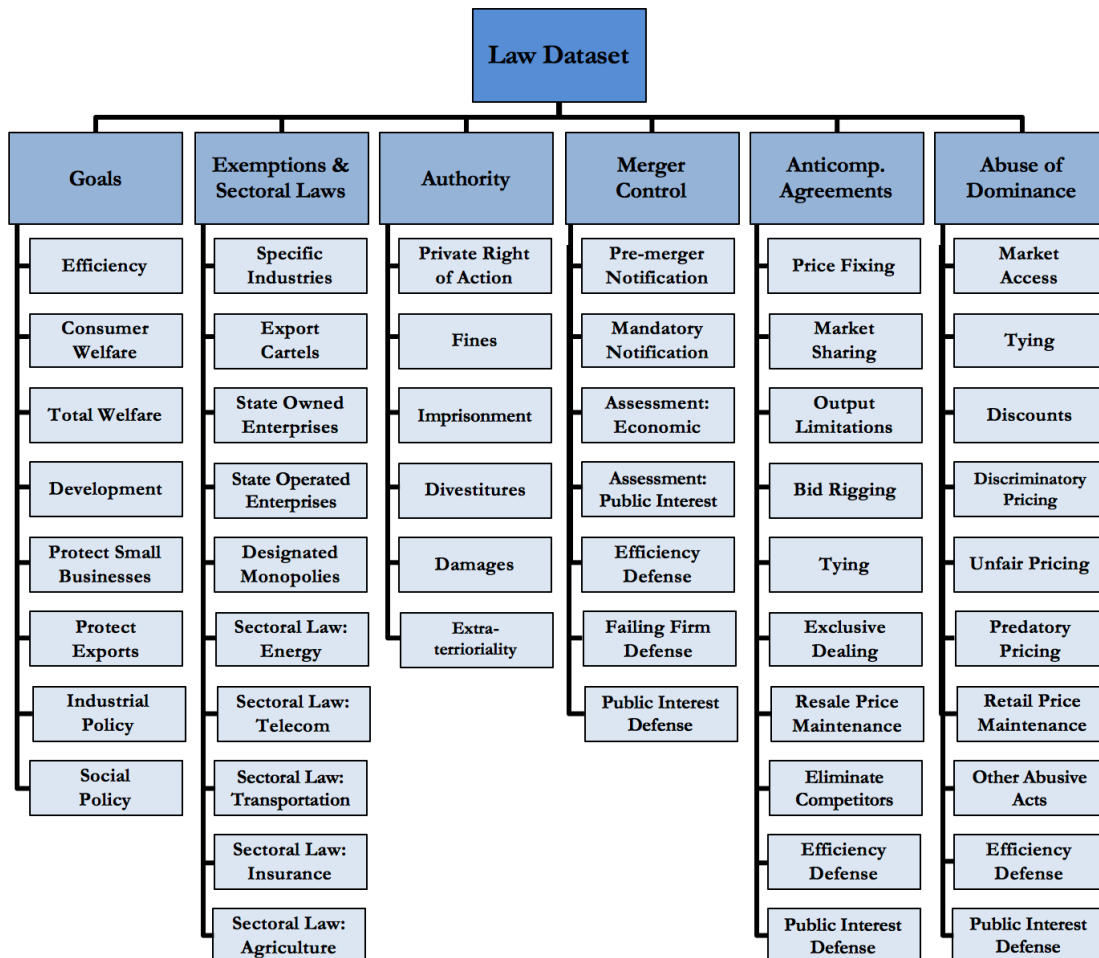 Law Dataset
Goals
Efficiency
Consumer
Welfare
Total Welfare
Development
Protect Small
Businesses
Protect
Exports
Industrial
Policy
Social
Policy
Exemptions &
Sectoral Laws
Specific
Industries
Export
Cartels
State Owned
Enterprises
State Operated
Enterprises
Designated
Monopolies
Sectoral Law:
Energy
Sectoral Law:
Telecom
Sectoral Law:
Transportation
Sectoral Law:
Insurance
Sectoral Law:
Agriculture
Authority
Private Right
of Action
Fines
Imprisonment
Divestitures
Damages
Extra-
terrioriality
Merger
Control
Pre-merger
Notification
Mandatory
Notification
Assessment:
Economic
Assessment:
Public Interest
Efficiency
Defense
Failing Firm
Defense
Public Interest
Defense
Anticomp.
Agreements
Price Fixing
Market
Sharing
Output
Limitations
Bid Rigging
Tying
Exclusive
Dealing
Resale Price
Maintenance
Eliminate
Competitors
Efficiency
Defense
Public Interest
Defense
Abuse of
Dominance
Market
Access
Tying
Discounts
Discriminatory
Pricing
Unfair Pricing
Predatory
Pricing
Retail Price
Maintenance
Other Abusive
Acts
Efficiency
Defense
Public Interest
Defense